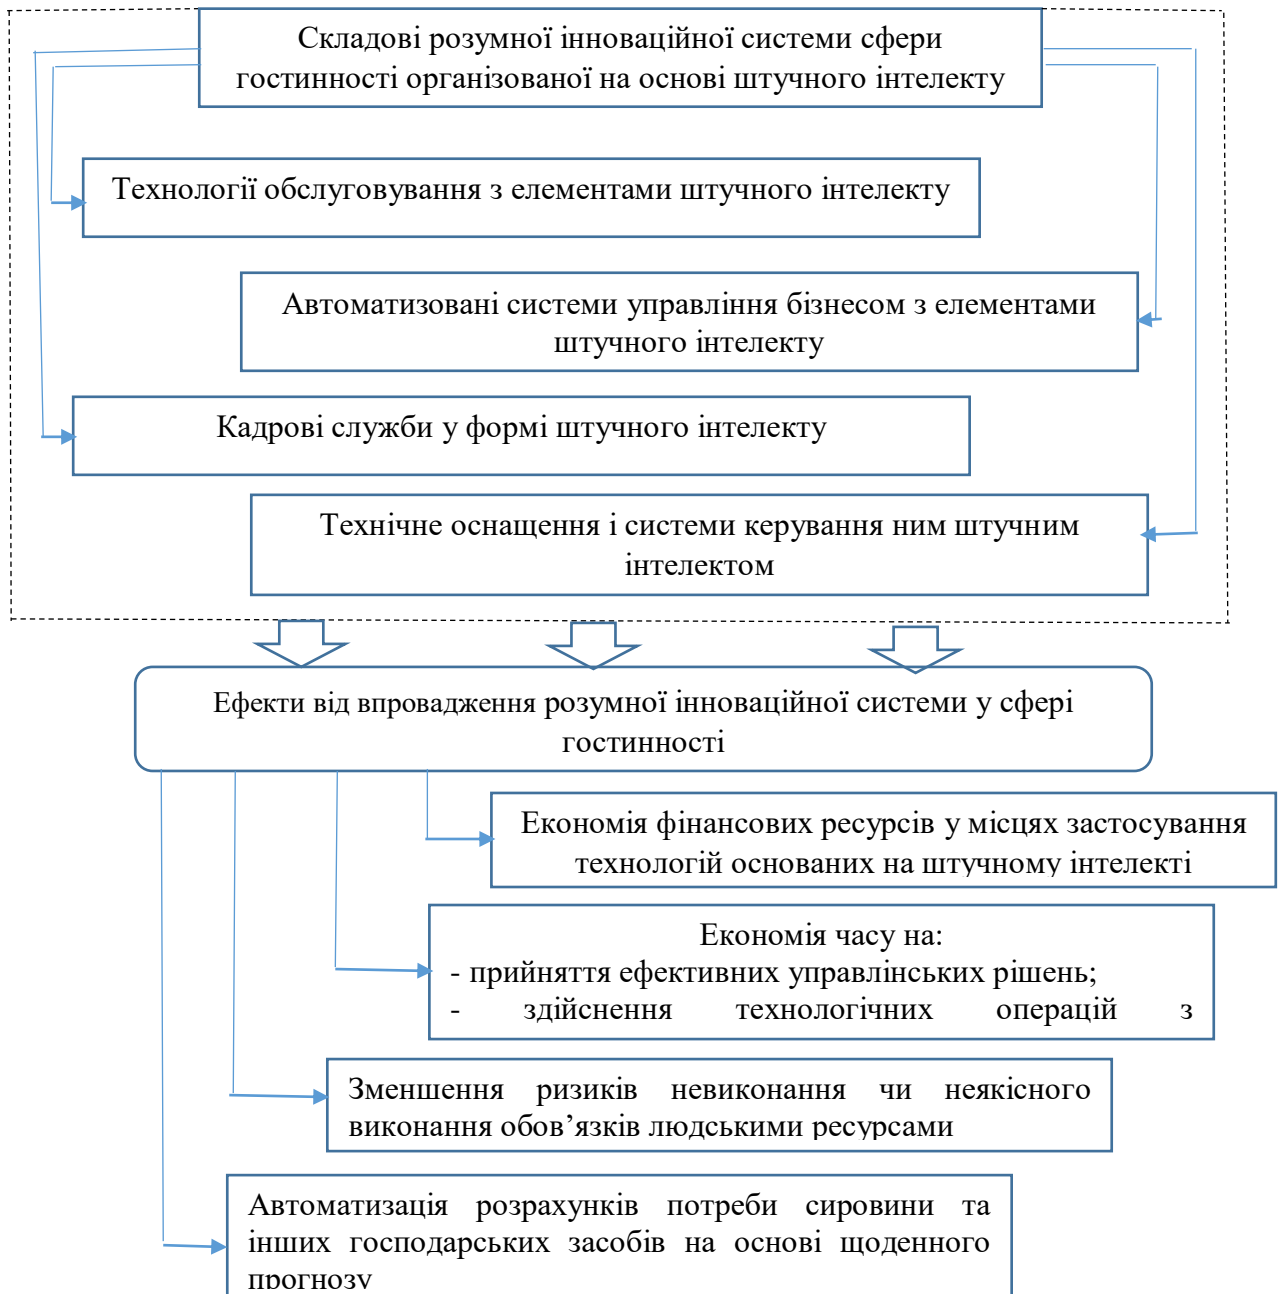 Складові розумної інноваційної системи сфери
гостинності організованої на основі штучного інтелекту
Технології обслуговування з елементами штучного інтелекту
Автоматизовані системи управління бізнесом з елементами
штучного інтелекту
Кадрові служби у формі штучного інтелекту
Технічне оснащення і системи керування ним штучним
інтелектом
Ефекти від впровадження розумної інноваційної системи у сфері
гостинності
Економія фінансових ресурсів у місцях застосування
технологій основаних на штучному інтелекті
Економія часу на:
- прийняття ефективних управлінських рішень;
- здійснення технологічних операцій з
Зменшення ризиків невиконання чи неякісного
виконання обов’язків людськими ресурсами
Автоматизація розрахунків потреби сировини та
інших господарських засобів на основі щоденного
прогнозу